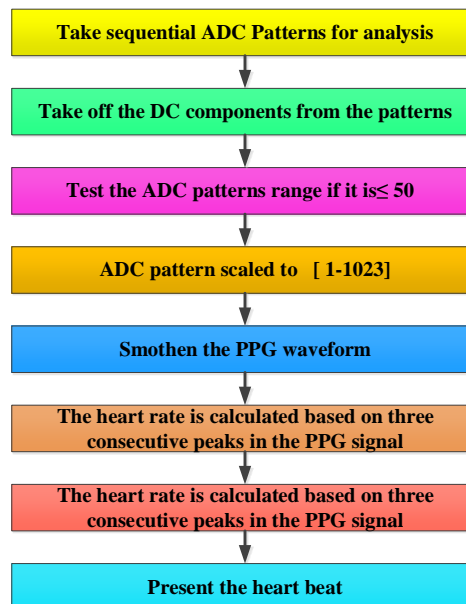 Take sequential ADC Patterns for analysis
Take off the DC components from the patterns
Test the ADC patterns range if it is≤ 50
ADC pattern scaled to [ 1-1023]
Smothen the PPG waveform
The heart rate is calculated based on three
consecutive peaks in the PPG signal
The heart rate is calculated based on three
consecutive peaks in the PPG signal
Present the heart beat